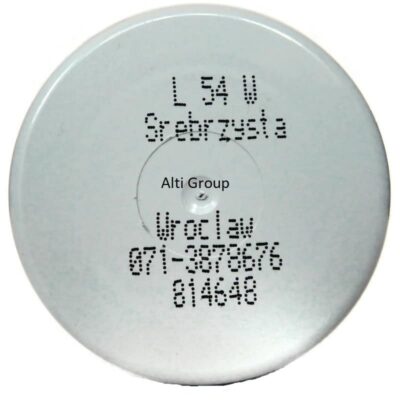 L 54 W
Srebrzysta
Alti Group
Wroclaw
071-3878676
814648